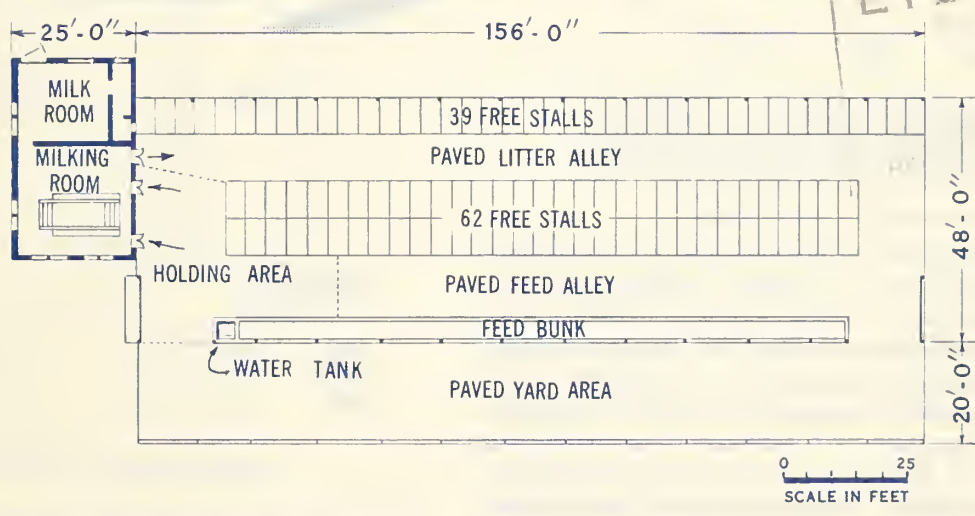 25'-0"
156'-0"
MILK
ROOM
39 FREE STALLS
PAVED LITTER ALLEY
MILKING
ROOM
62 FREE STALLS
48'-0"
HOLDING AREA
PAVED FEED ALLEY
FEED BUNK
WATER TANK
PAVED YARD AREA
20'-0"
0 25
SCALE IN FEET